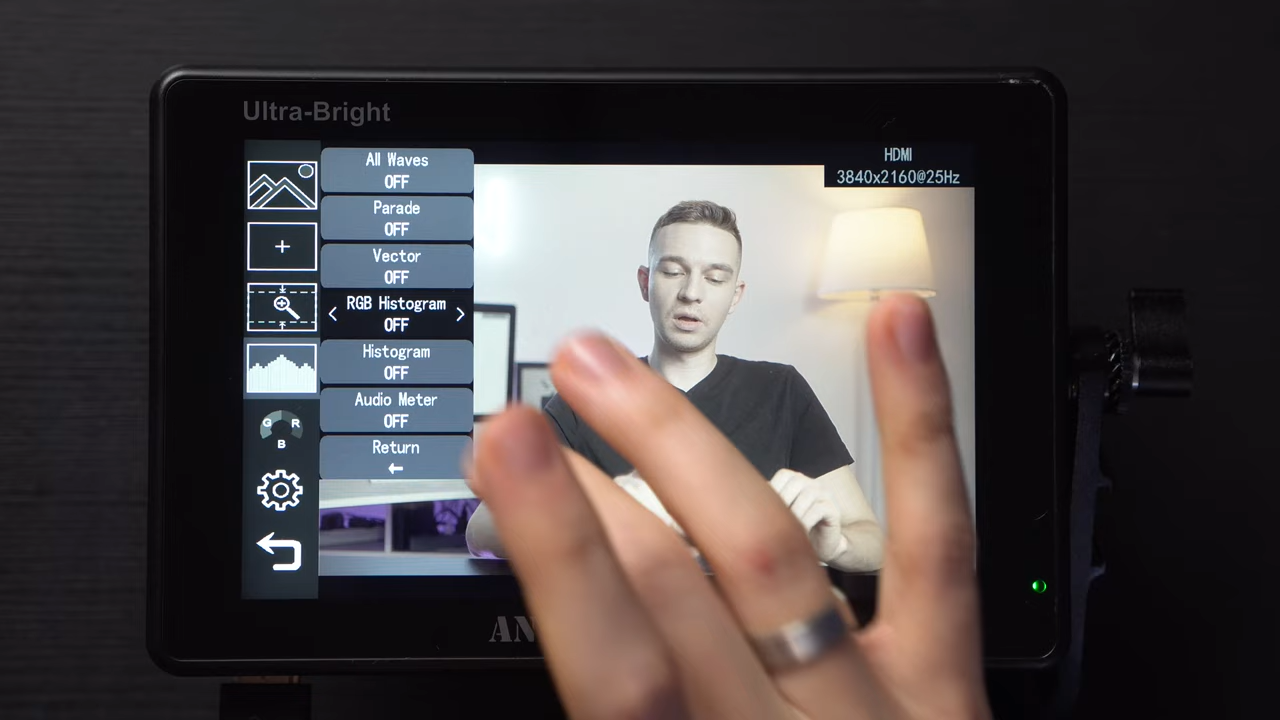 Ultra-Bright
HDMI
3840x2160@25Hz
All Waves
OFF
Parade
OFF
Vector
OFF
RGB Histogram
OFF
Histogram
OFF
Audio Meter
OFF
Return
G R
B